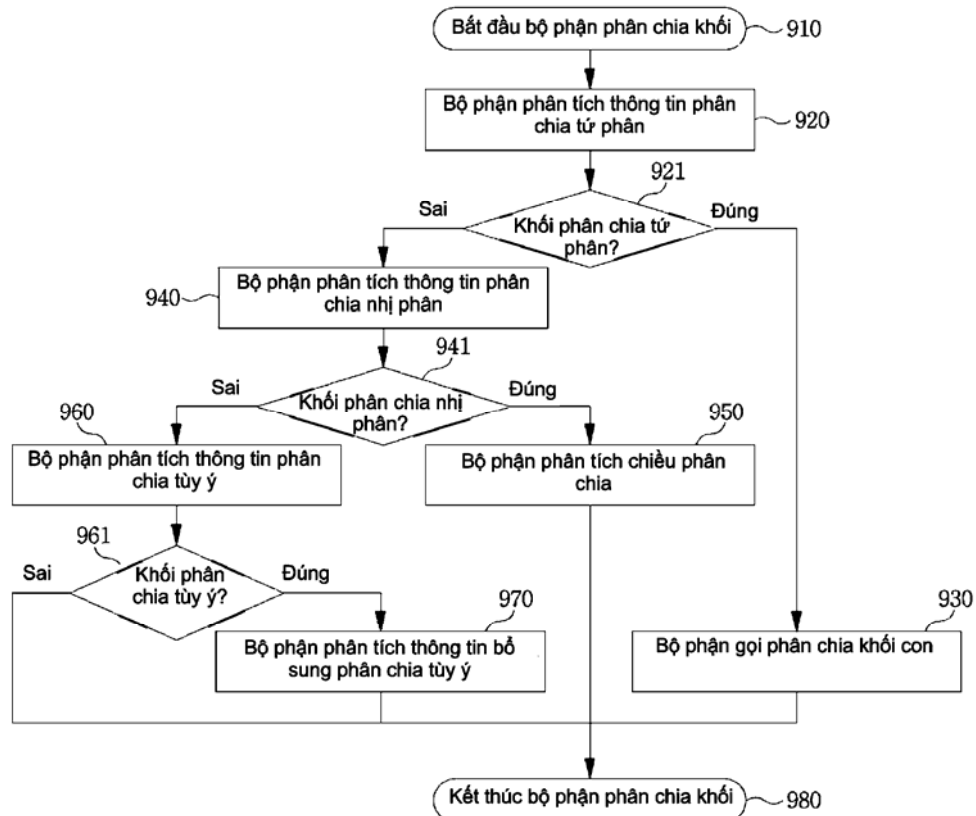 Bắt đầu bộ phận phân chia khối
910
Bộ phận phân tích thông tin phân
chia tứ phân
920
921
Sai
Đúng
Khối phân chia tứ
phân?
Bộ phận phân tích thông tin phân
chia nhị phân
940
941
Sai
Đúng
Khối phân chia nhị
phân?
960
950
Bộ phận phân tích thông tin phân
chia tùy ý
Bộ phận phân tích chiều phân
chia
961
Sai
Đúng
Khối phân
chia tùy ý?
970
930
Bộ phận phân tích thông tin bổ
sung phân chia tùy ý
Bộ phận gọi phân chia khối con
Kết thúc bộ phận phân chia khối
980